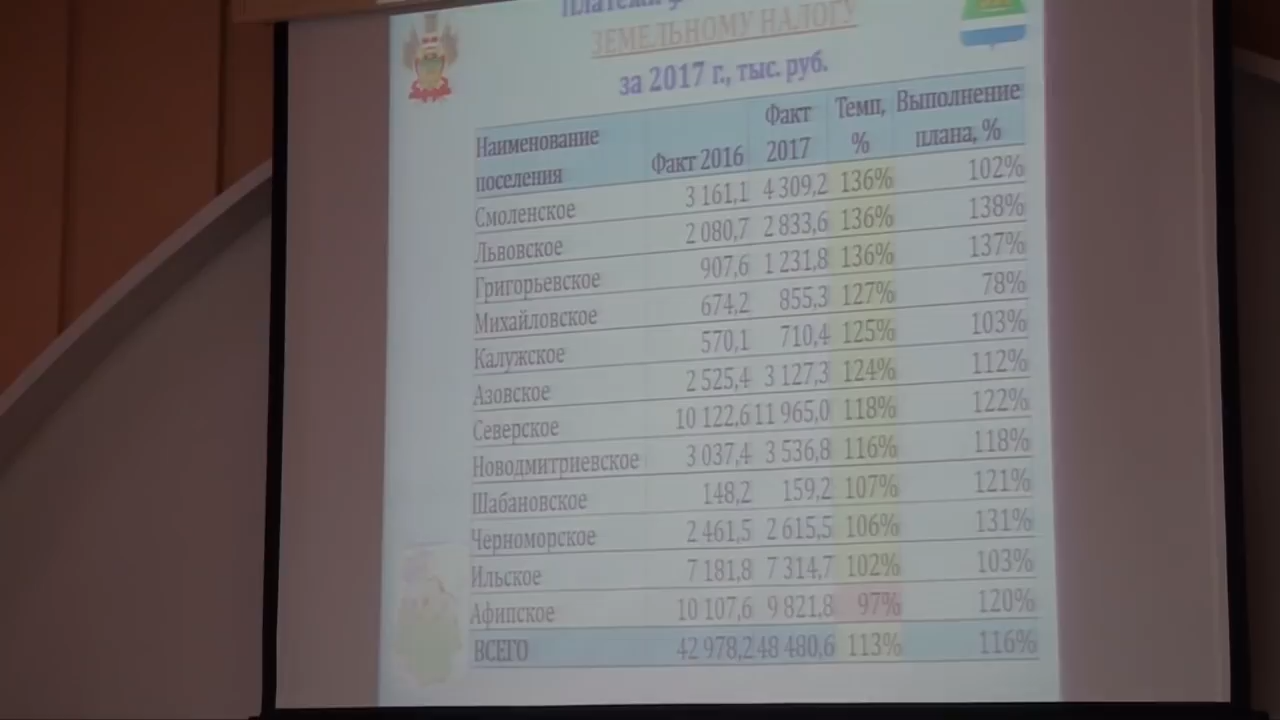 Платежи
ЗЕМЕЛЬНОМУ НАЛОГУ
за 2017 г., тыс. руб.
Наименование поселения Факт 2016 Факт 2017 Темп, % Выполнение плана, %
Смоленское 3 161,1 4 309,2 136% 102%
Львовское 2 080,7 2 833,6 136% 138%
Григорьевское 907,6 1 231,8 136% 137%
Михайловское 674,2 855,3 127% 78%
Калужское 570,1 710,4 125% 103%
Азовское 2 525,4 3 127,3 124% 112%
Северское 10 122,6 11 965,0 118% 122%
Новодмитриевское 3 037,4 3 536,8 116% 118%
Шабановское 148,2 159,2 107% 121%
Черноморское 2 461,5 2 615,5 106% 131%
Ильское 7 181,8 7 314,7 102% 103%
Афипское 10 107,6 9 821,8 97% 120%
ВСЕГО 42 978,2 48 480,6 113% 116%